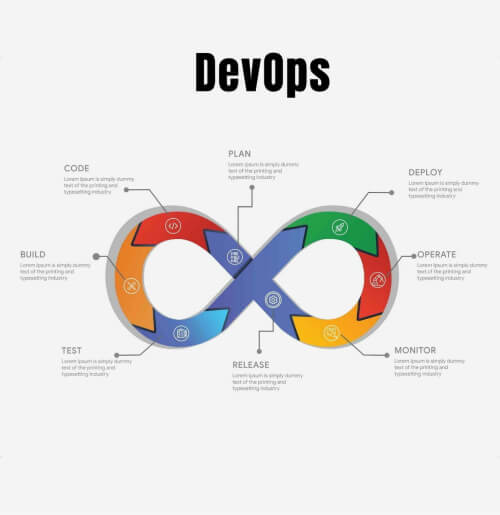 DevOps
PLAN
Lorem Ipsum is simply dummy
text of the printing and
typesetting industry
CODE
Lorem Ipsum is simply dummy
text of the printing and
typesetting industry
DEPLOY
Lorem Ipsum is simply dummy
text of the printing and
typesetting industry
BUILD
Lorem Ipsum is simply dummy
text of the printing and
typesetting industry
OPERATE
Lorem Ipsum is simply dummy
text of the printing and
typesetting industry
TEST
Lorem Ipsum is simply dummy
text of the printing and
typesetting industry
RELEASE
Lorem Ipsum is simply dummy
text of the printing and
typesetting industry
MONITOR
Lorem Ipsum is simply dummy
text of the printing and
typesetting industry